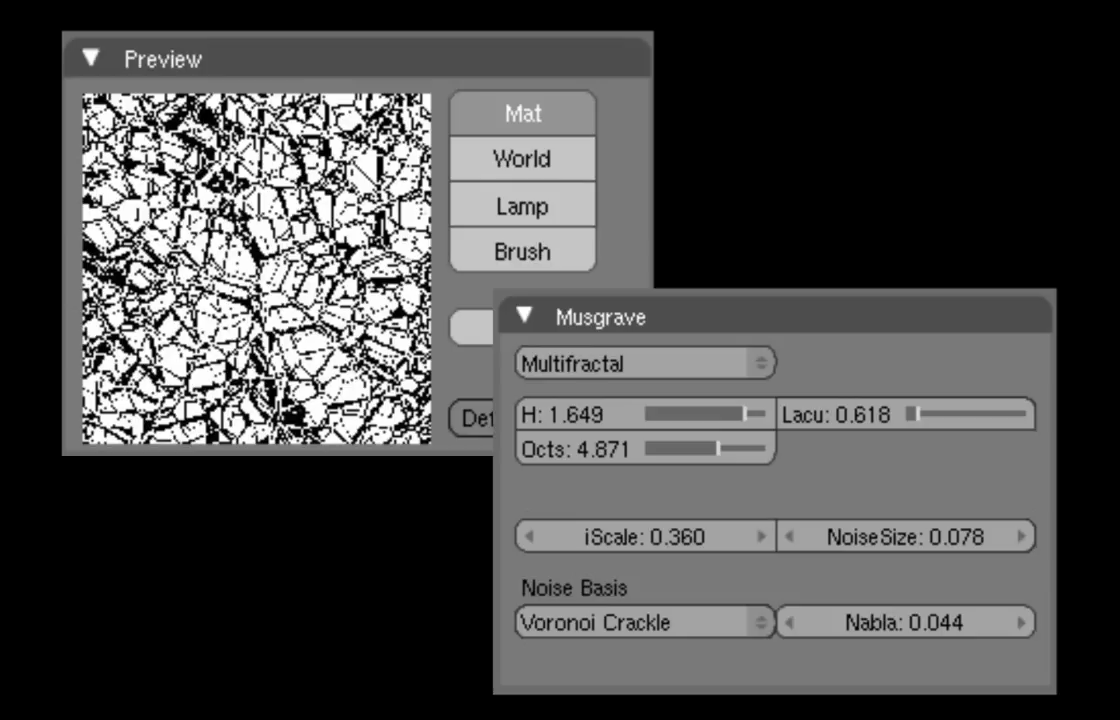 Preview
Mat
World
Lamp
Brush
Musgrave
Multifractal
H: 1.649 Lacu: 0.618
Octs: 4.871
iScale: 0.360 NoiseSize: 0.078
Noise Basis
Voronoi Crackle Nabla: 0.044